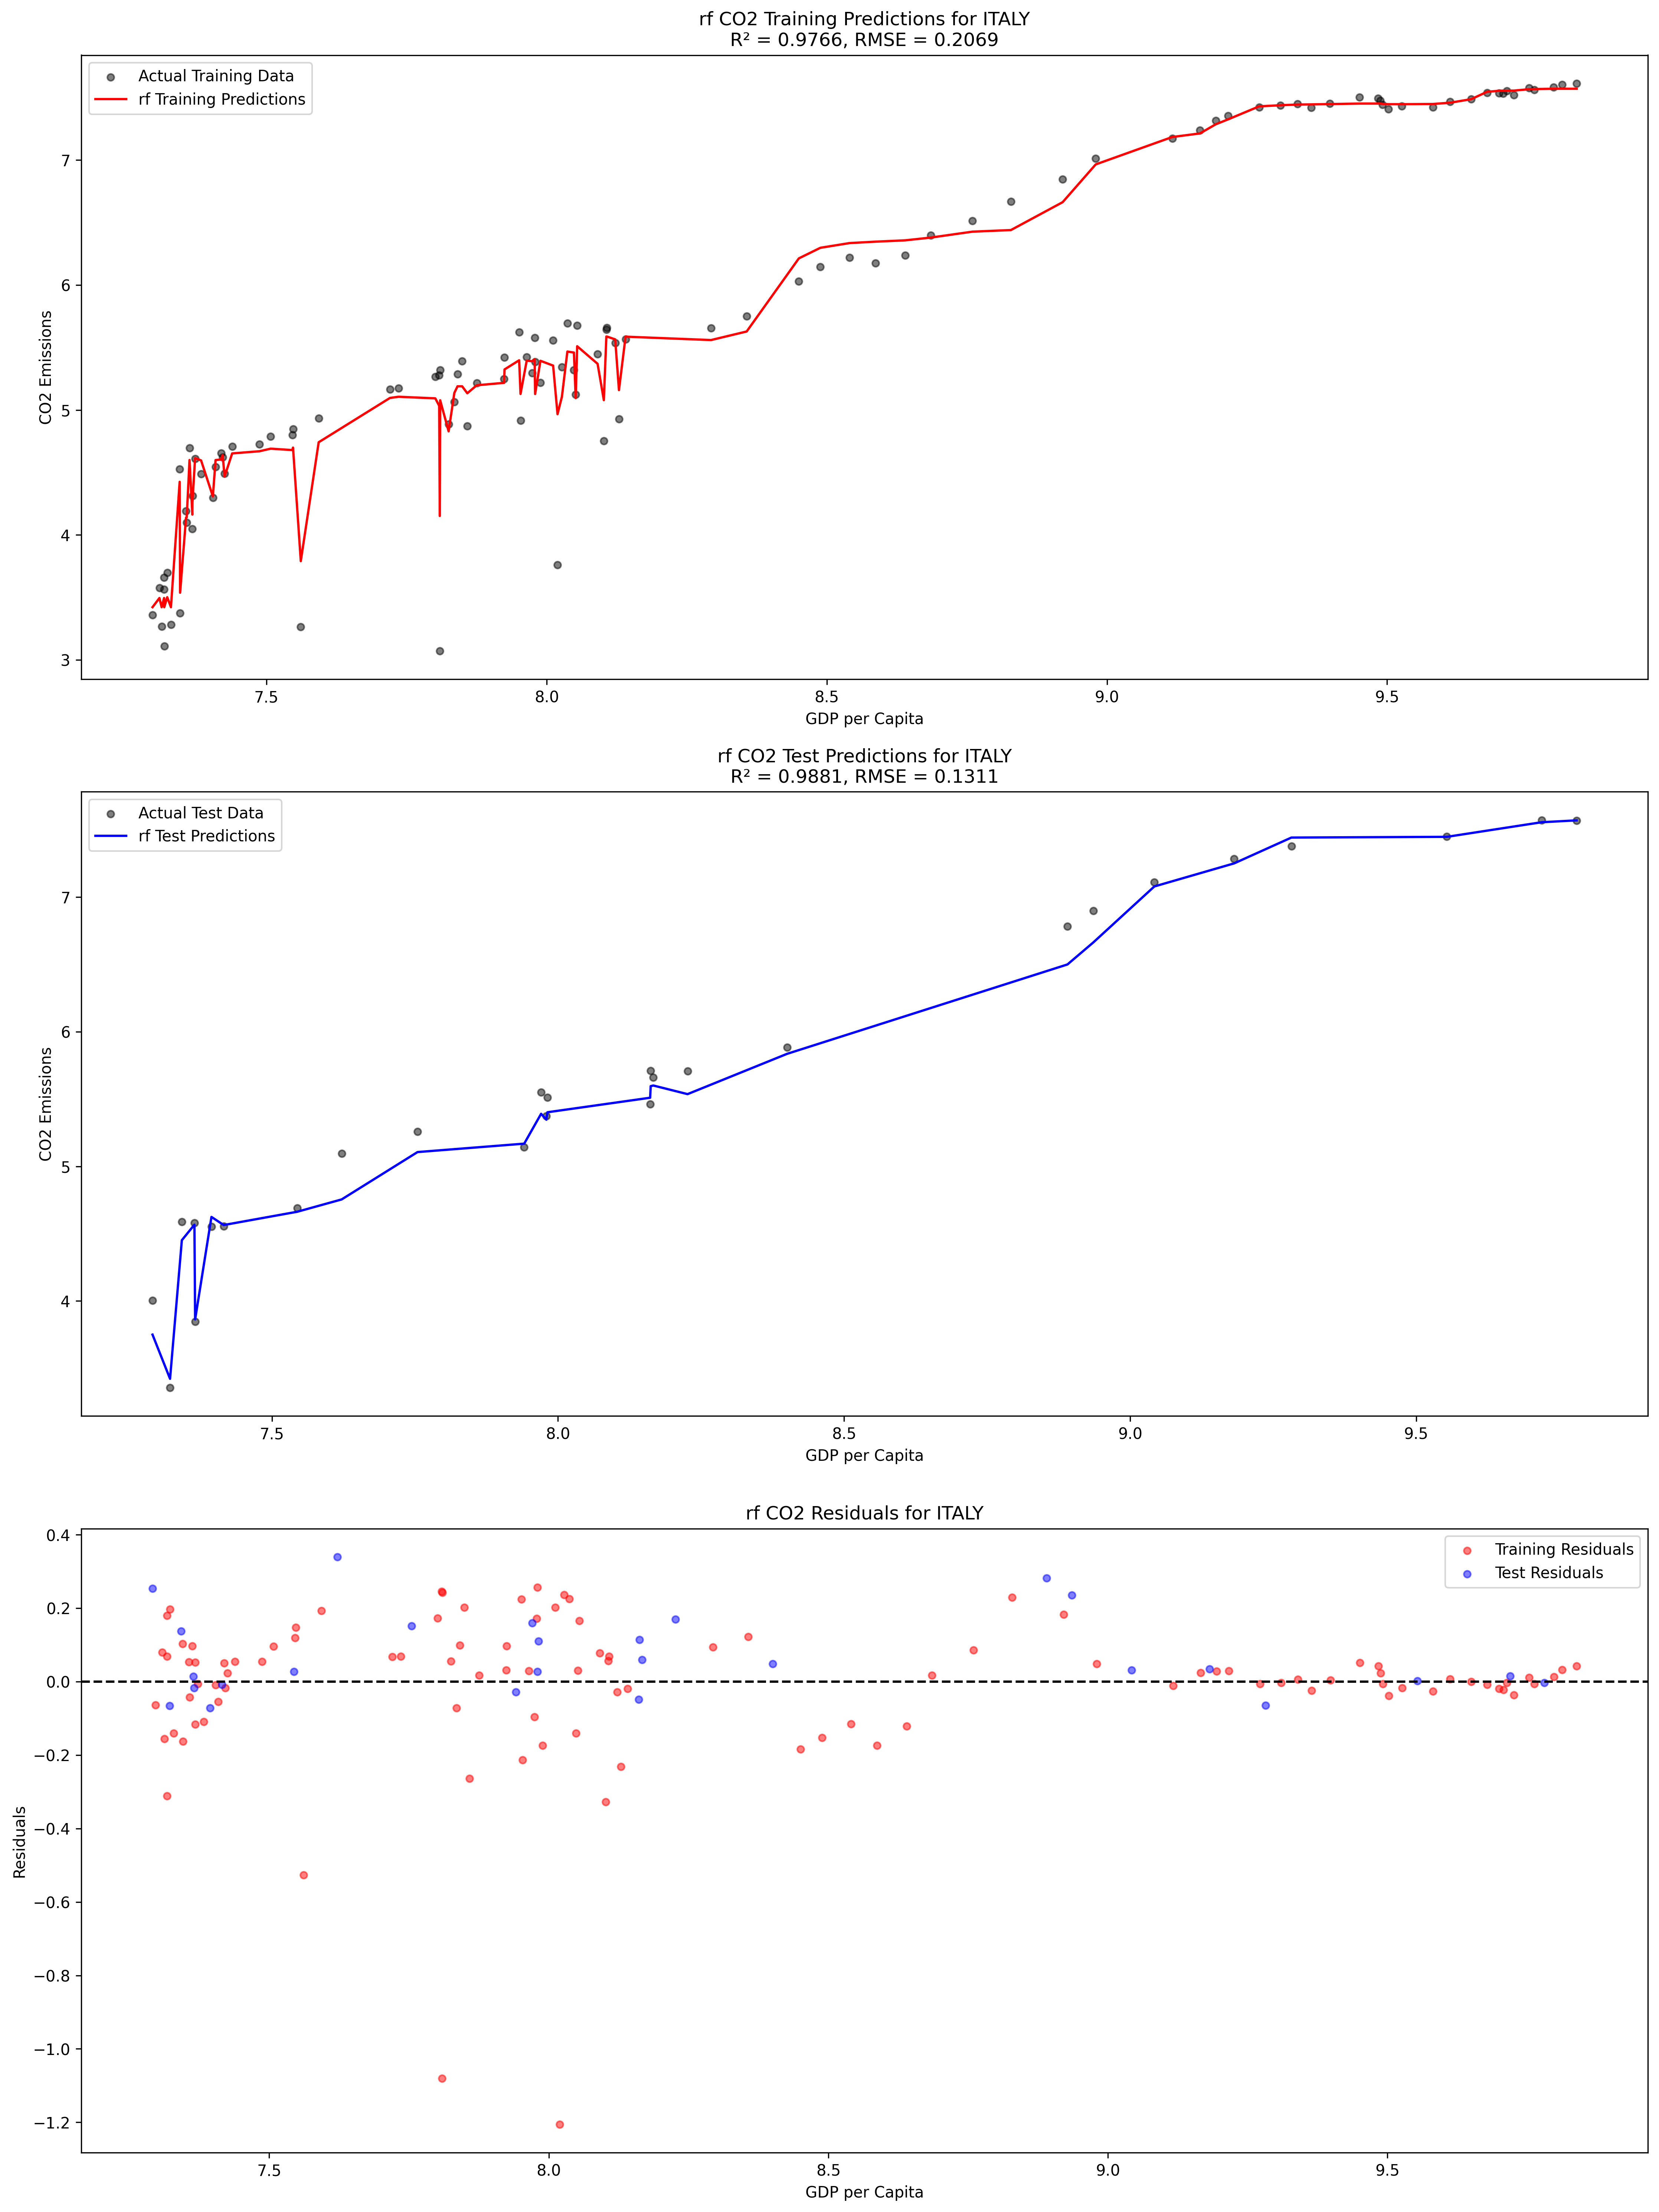 rf CO2 Training Predictions for ITALY
R² = 0.9766, RMSE = 0.2069
Actual Training Data
rf Training Predictions
CO2 Emissions
7
6
5
4
3
7.5 8.0 8.5 9.0 9.5
GDP per Capita
rf CO2 Test Predictions for ITALY
R² = 0.9881, RMSE = 0.1311
Actual Test Data
rf Test Predictions
CO2 Emissions
7
6
5
4
7.5 8.0 8.5 9.0 9.5
GDP per Capita
rf CO2 Residuals for ITALY
Training Residuals
Test Residuals
Residuals
0.4
0.2
0.0
−0.2
−0.4
−0.6
−0.8
−1.0
−1.2
7.5 8.0 8.5 9.0 9.5
GDP per Capita